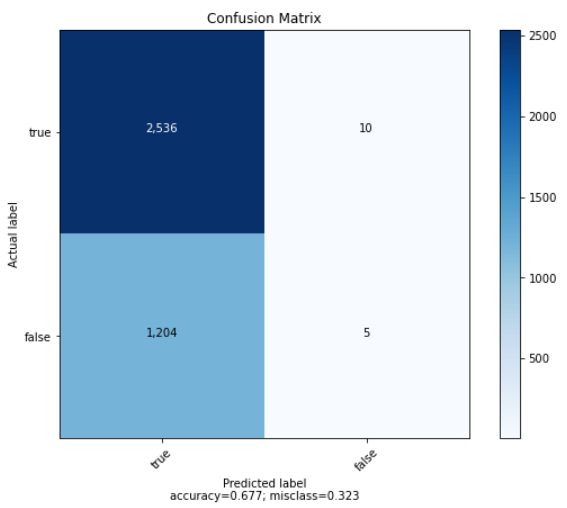 Confusion Matrix
2500
2,536
10
true
2000
1500
Actual label
1000
1,204
5
false
500
true
false
Predicted label
accuracy=0.677; misclass=0.323